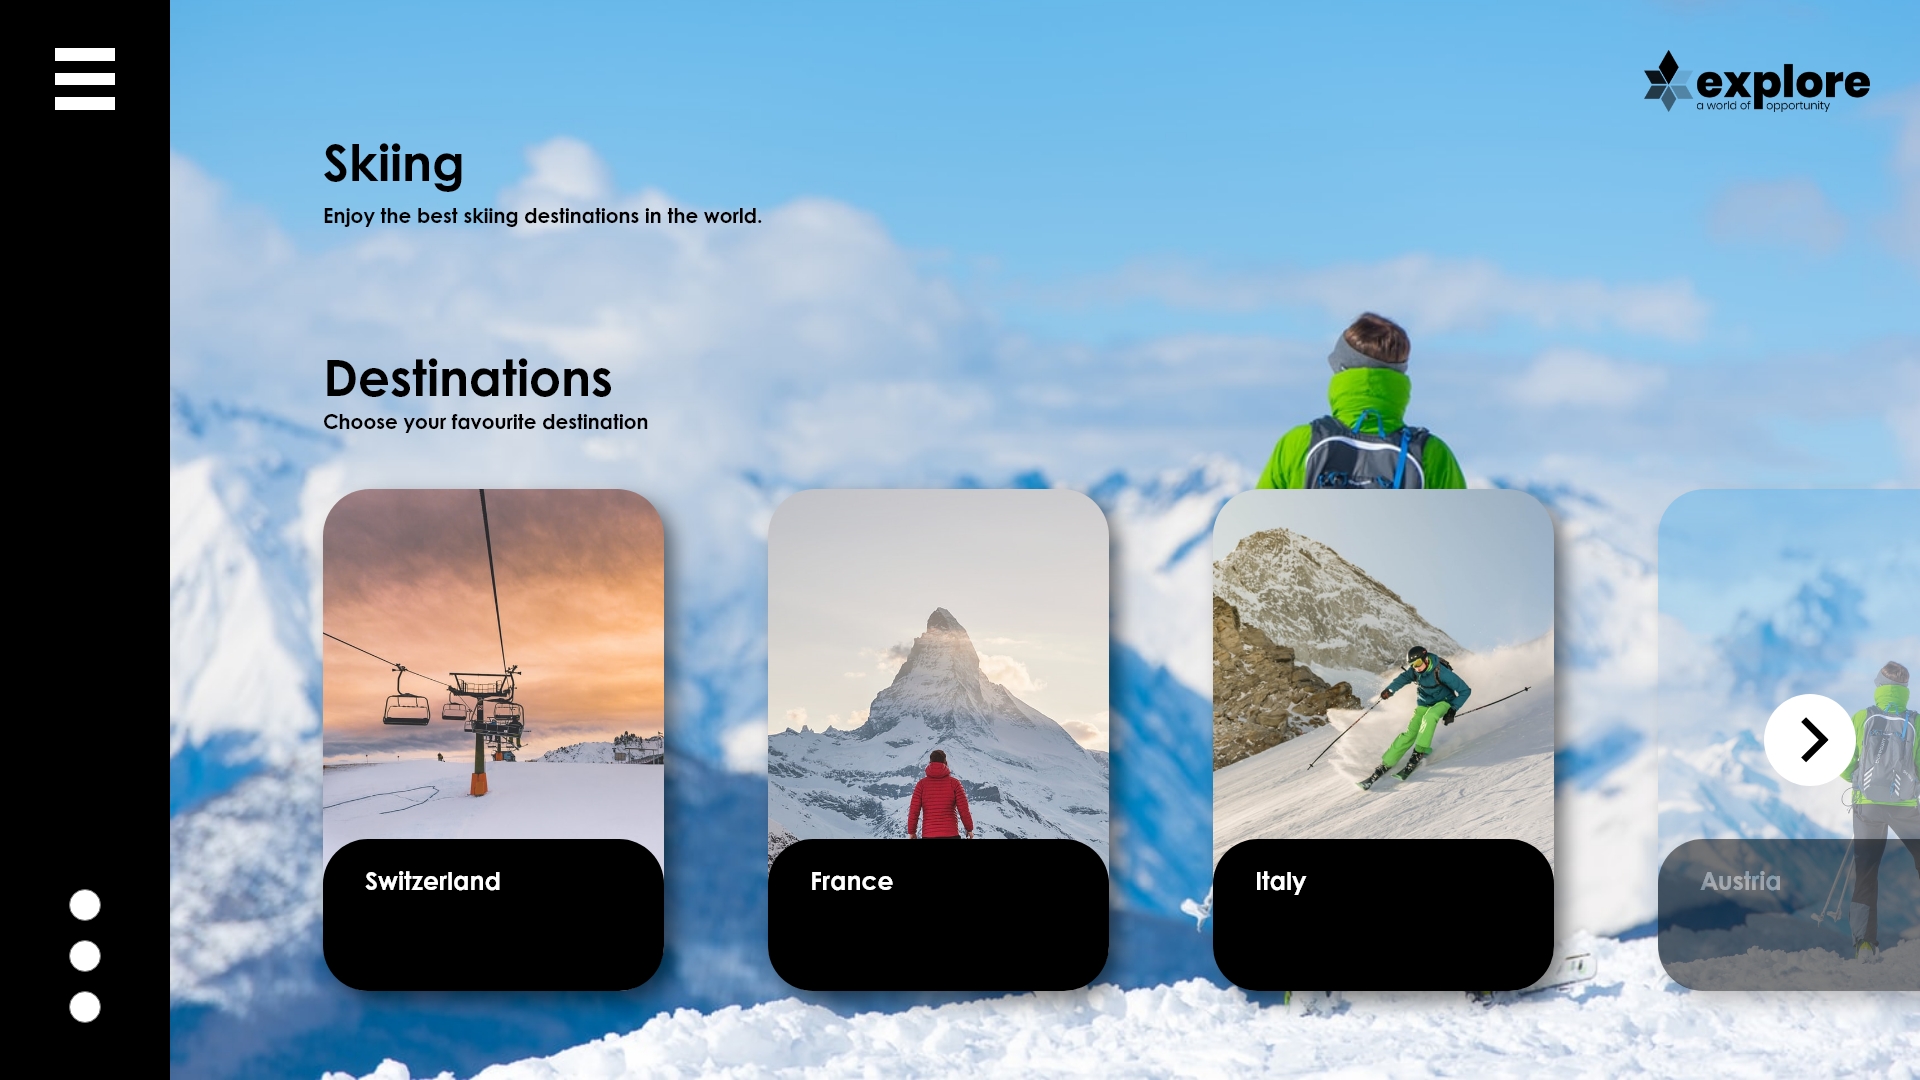 explore
a world of opportunity
Skiing
Enjoy the best skiing destinations in the world.
Destinations
Choose your favourite destination
Switzerland
France
Italy
Austria